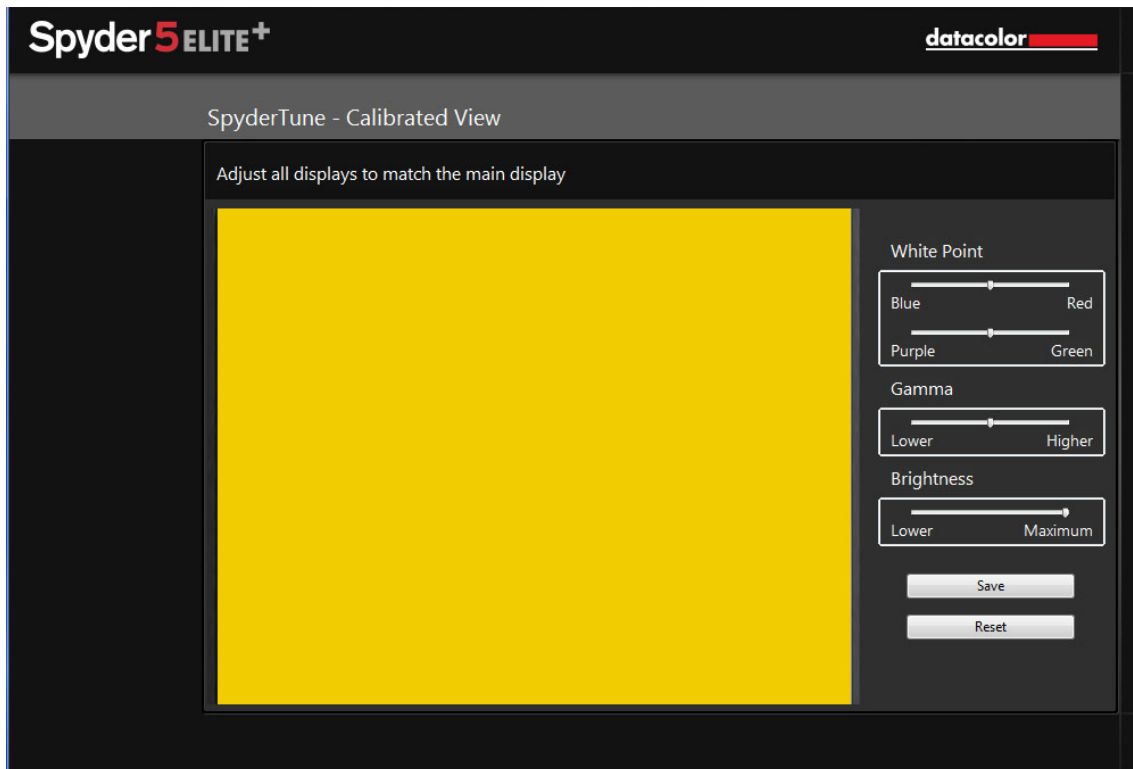 Spyder5ELITE+
datacolor
SpyderTune - Calibrated View
Adjust all displays to match the main display
White Point
Blue Red
Purple Green
Gamma
Lower Higher
Brightness
Lower Maximum
Save
Reset